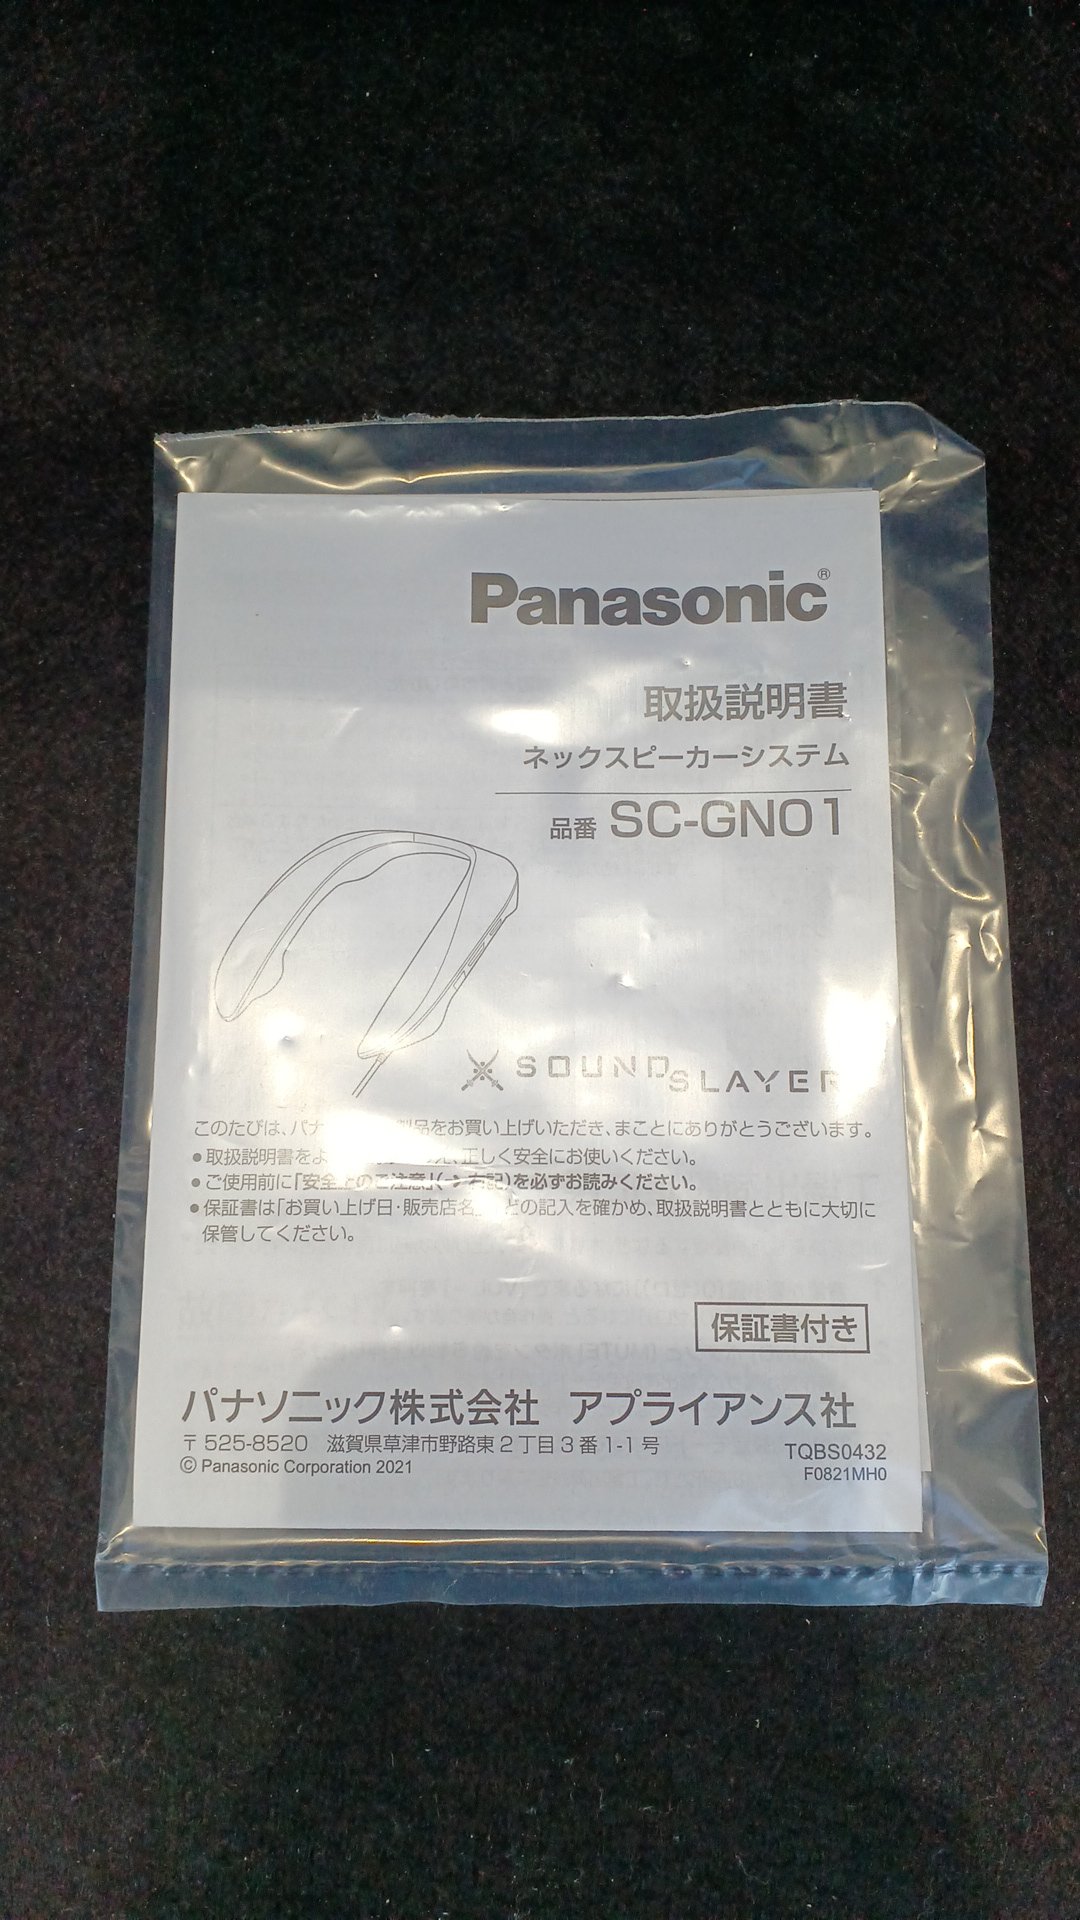 Panasonic®
取扱説明書
ネックスピーカーシステム
品番 SC-GN01
SOUND SLAYER
このたびは、パナ 製品をお買い上げいただき、まことにありがとうございます。
●取扱説明書をよ 、正しく安全にお使いください。
●ご使用前に「安全上のご注意」(→右記)を必ずお読みください。
●保証書は「お買い上げ日・販売店名」 どの記入を確かめ、取扱説明書とともに大切に
保管してください。
保証書付き
パナソニック株式会社 アプライアンス社
〒525-8520 滋賀県草津市野路東2丁目3番1-1号
© Panasonic Corporation 2021
TQBS0432
F0821MH0